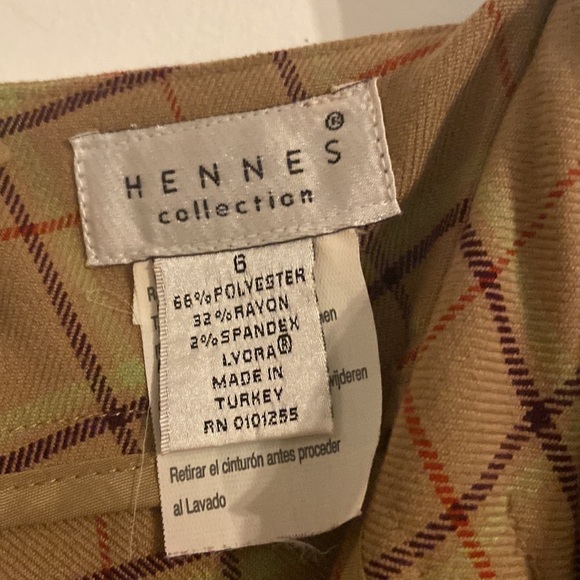 HENNES®
collection
6
66%POLYESTER
32%RAYON
2%SPANDEX
LYCRA®
MADE IN
TURKEY
RN 0101255
Retirar el cinturón antes proceder
al Lavado